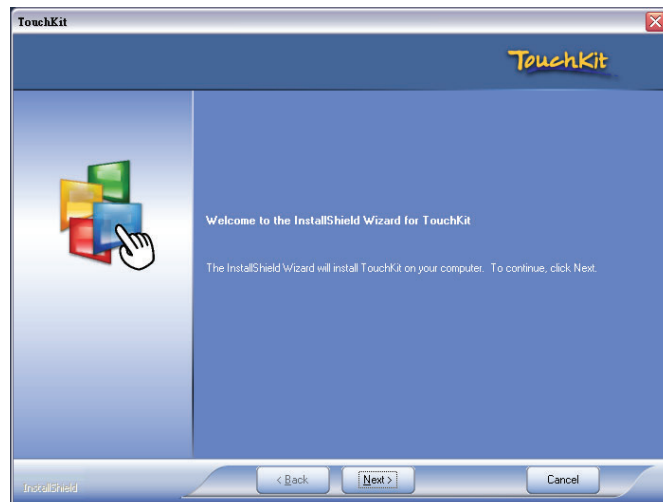 TouchKit
TouchKit
Welcome to the InstallShield Wizard for TouchKit
The InstallShield Wizard will install TouchKit on your computer. To continue, click Next.
InstallShield
< Back
Next >
Cancel